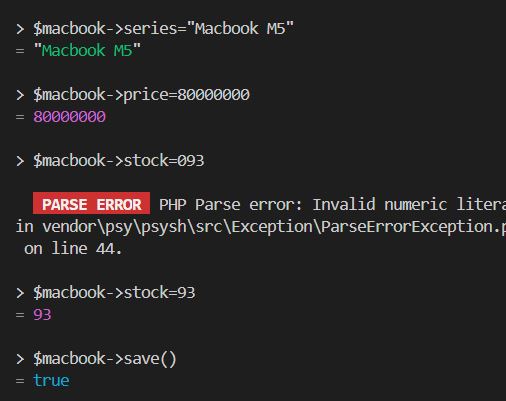 > $macbook->series="Macbook M5"
= "Macbook M5"
> $macbook->price=80000000
= 80000000
> $macbook->stock=093
PARSE ERROR PHP Parse error: Invalid numeric litera
in vendor\psy\psysh\src\Exception\ParseErrorException.p
on line 44.
> $macbook->stock=93
= 93
> $macbook->save()
= true